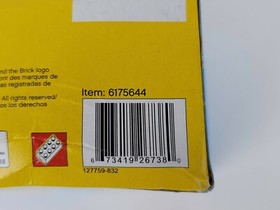 nd the Brick logo
ont des marques de
as registradas de
All rights reserved/
os los derechos
Item: 6175644
6 73419 26738 0
127759-832